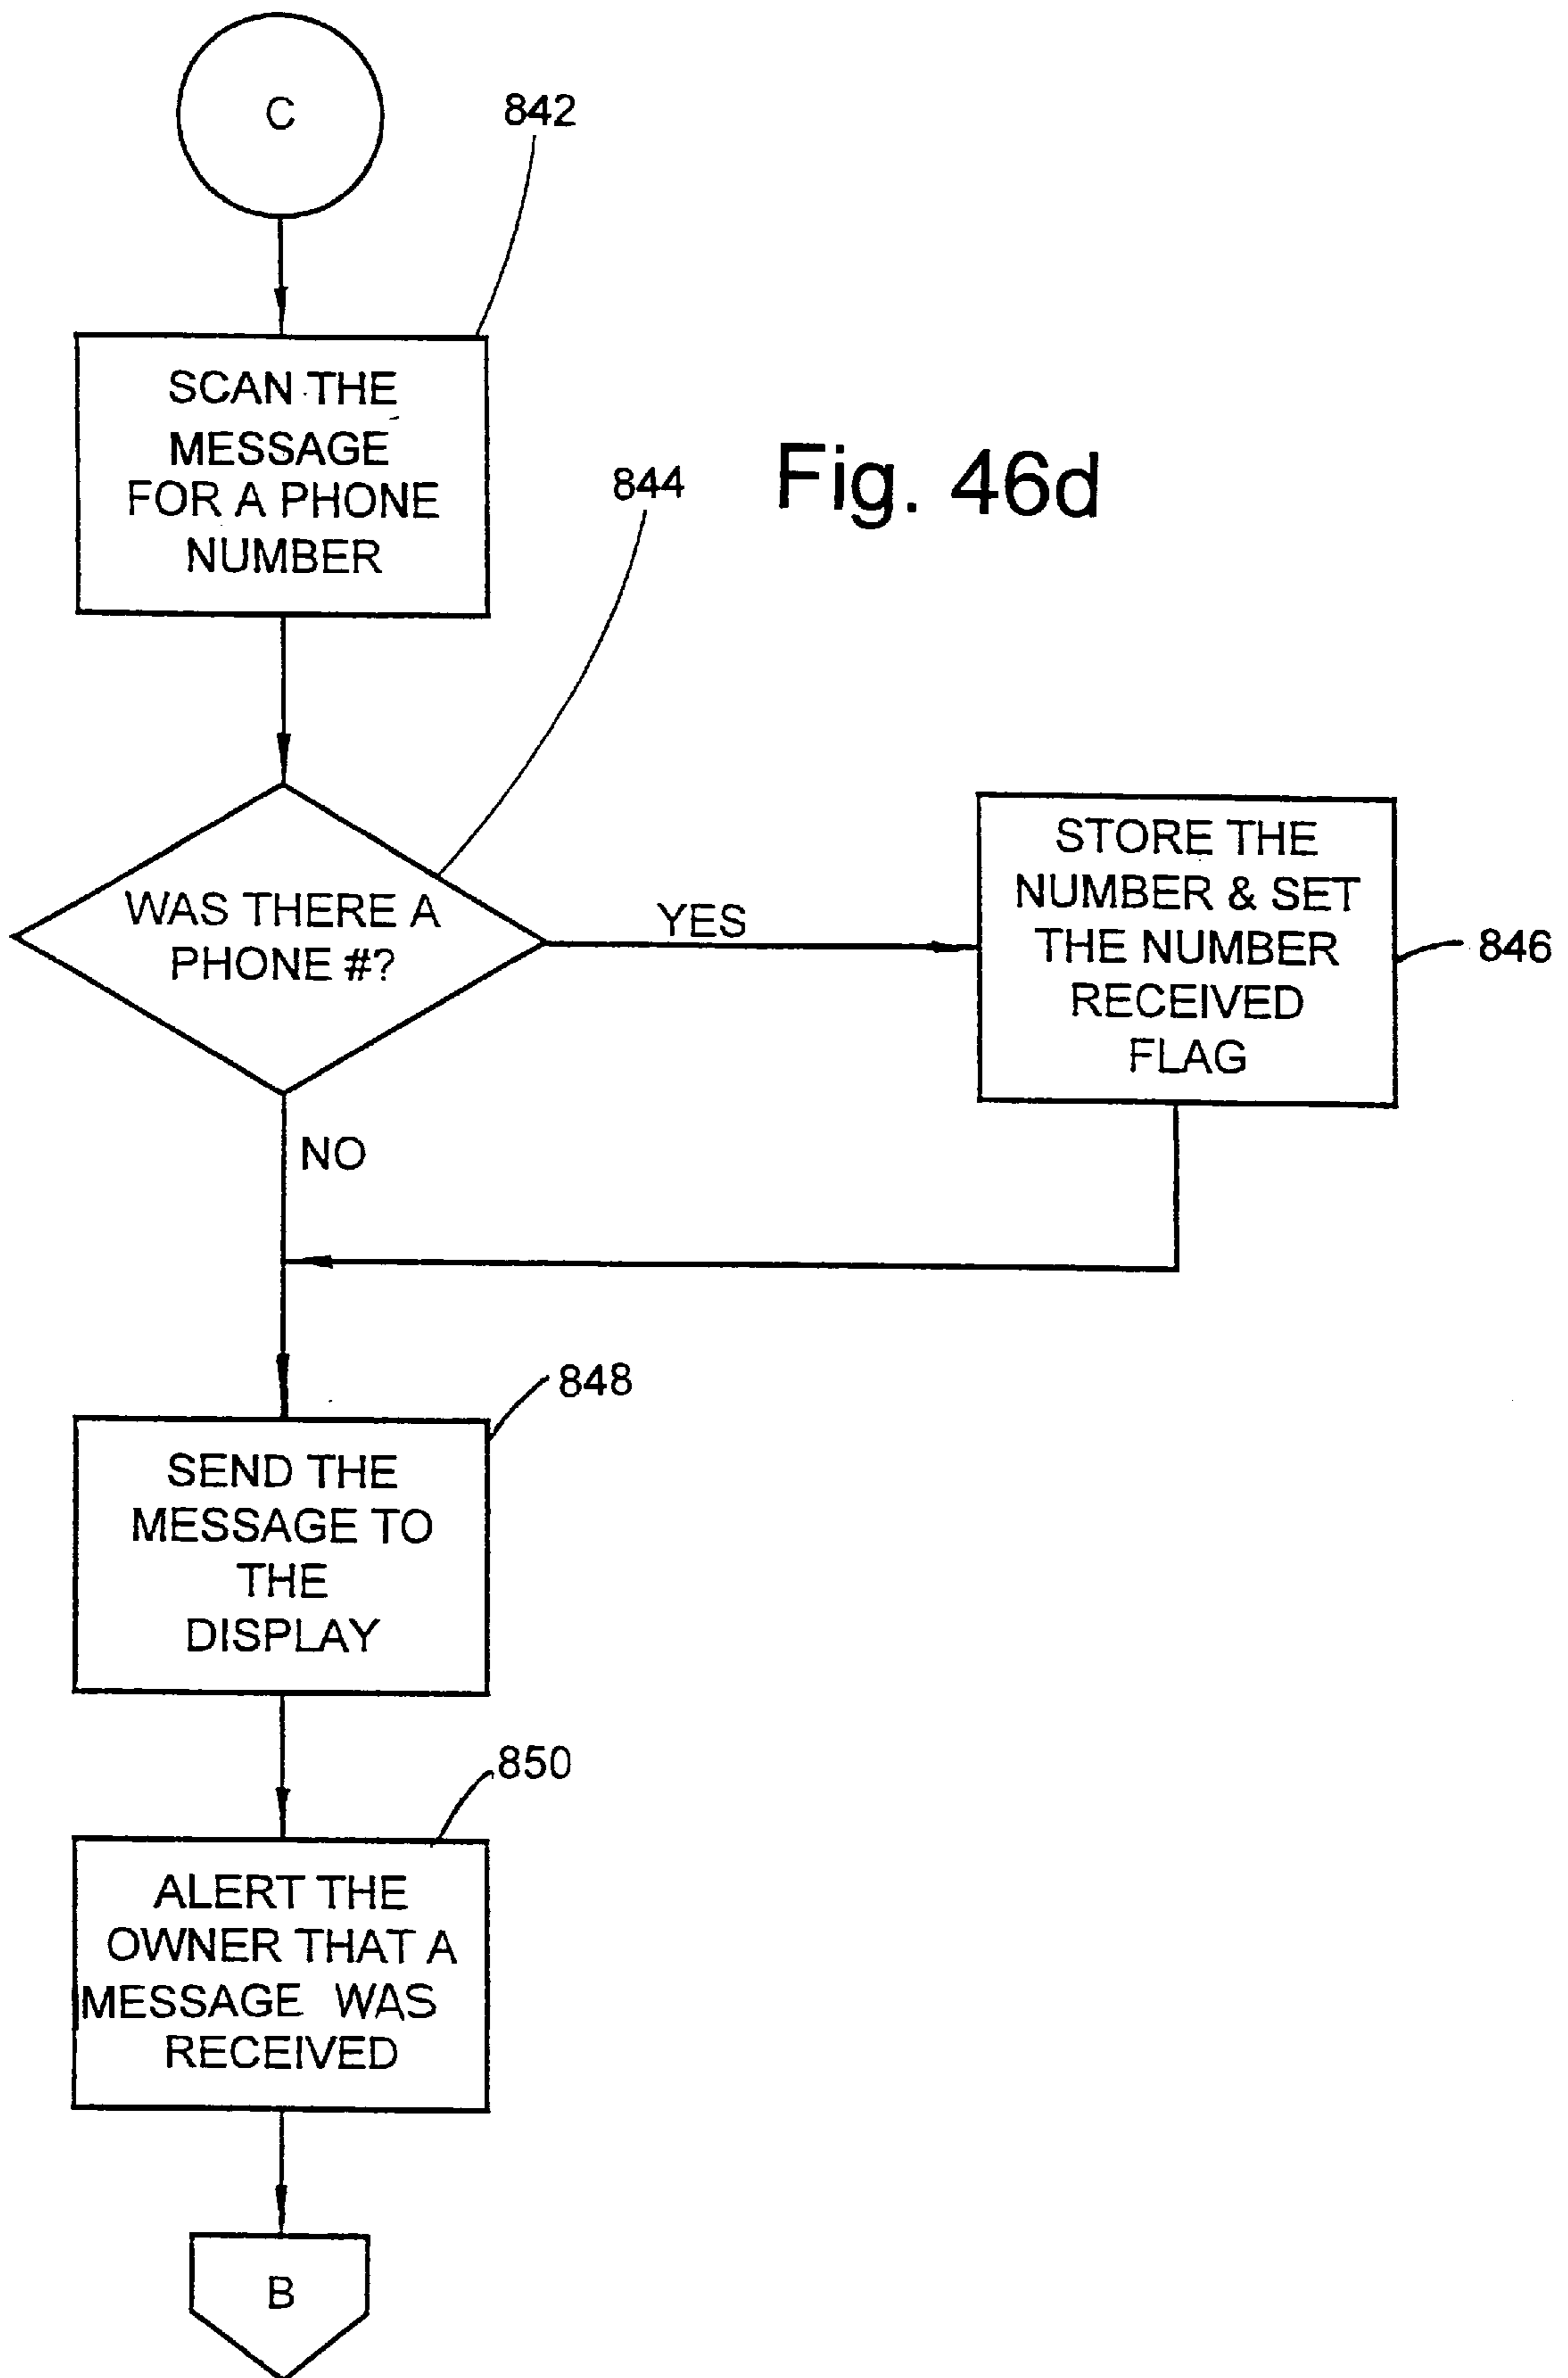 C
842
SCAN THE
MESSAGE
FOR A PHONE
NUMBER
Fig. 46d
844
WAS THERE A
PHONE #?
YES
STORE THE
NUMBER & SET
THE NUMBER
RECEIVED
FLAG
846
NO
848
SEND THE
MESSAGE TO
THE
DISPLAY
850
ALERT THE
OWNER THAT A
MESSAGE WAS
RECEIVED
B